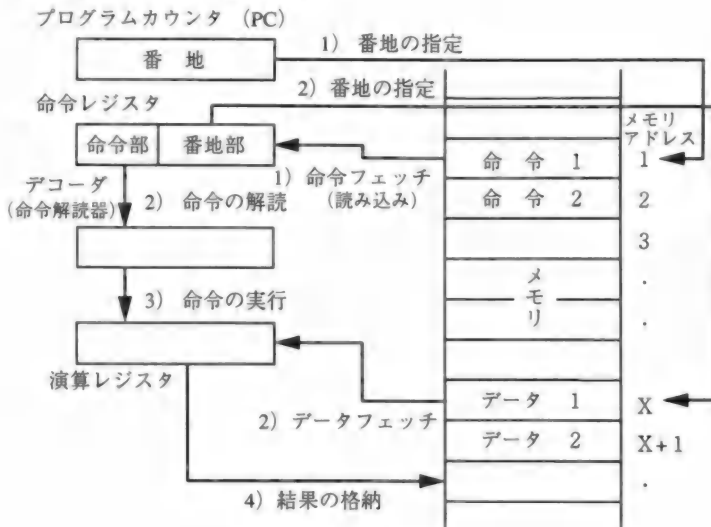 プログラムカウンタ (PC)
番 地
1) 番地の指定
命令レジスタ
2) 番地の指定
命令部
番地部
メモリ
アドレス
命 令 1
1
デコーダ
(命令解読器)
2) 命令の解読
1) 命令フェッチ
(読み込み)
命 令 2
2
3
メモリ
.
.
3) 命令の実行
演算レジスタ
2) データフェッチ
データ 1
X
データ 2
X+1
.
4) 結果の格納